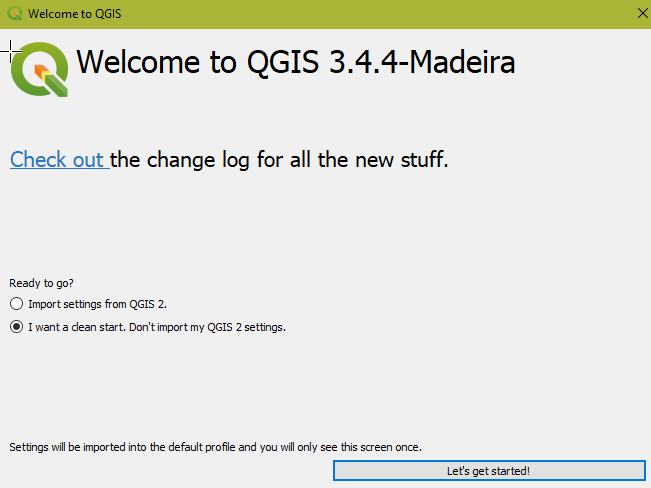 Welcome to QGIS
Welcome to QGIS 3.4.4-Madeira
Check out the change log for all the new stuff.
Ready to go?
Import settings from QGIS 2.
I want a clean start. Don't import my QGIS 2 settings.
Settings will be imported into the default profile and you will only see this screen once.
Let's get started!